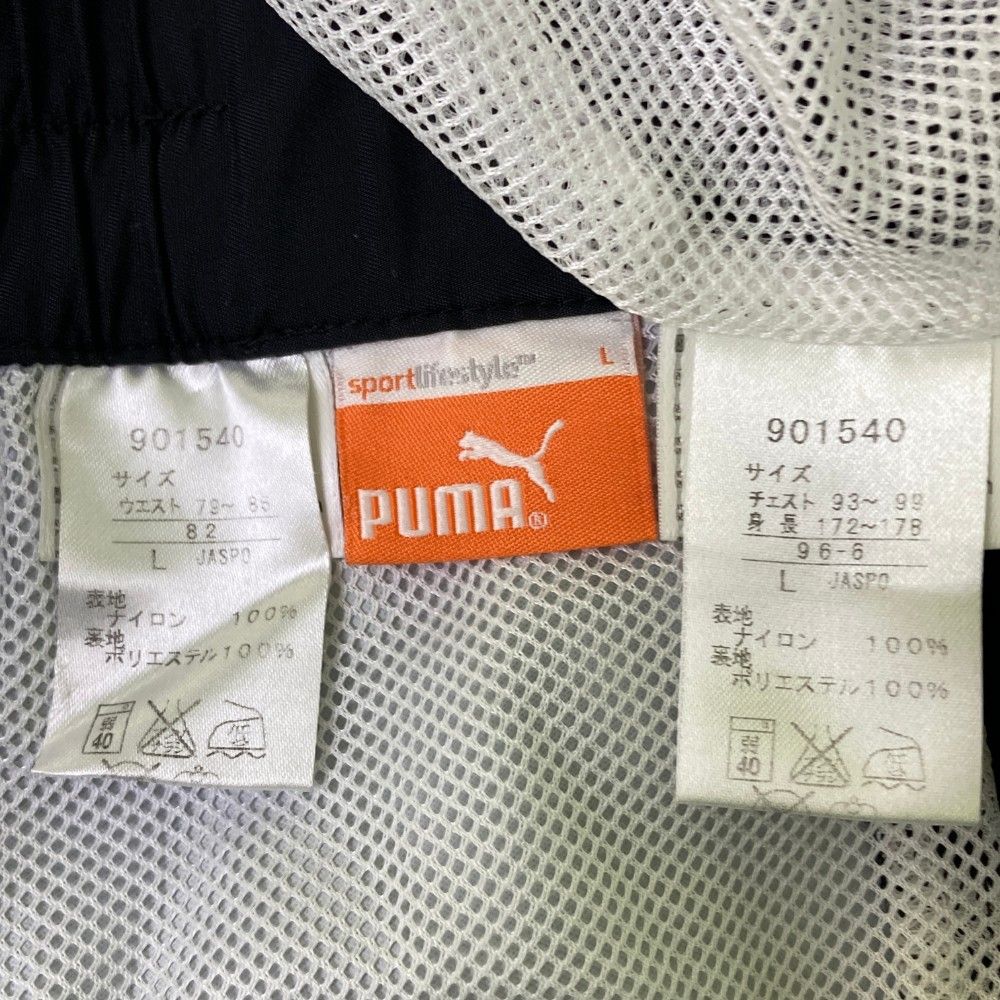 901540
サイズ
ウエスト 79～ 85
82
L JASPO
表地
ナイロン 100%
裏地
ポリエステル100%
40
低
sportlifestyle™ L
PUMA®
901540
サイズ
チェスト 93～ 99
身 長 172～178
96-6
L JASPO
表地
ナイロン 100%
裏地
ポリエステル100%
40
低